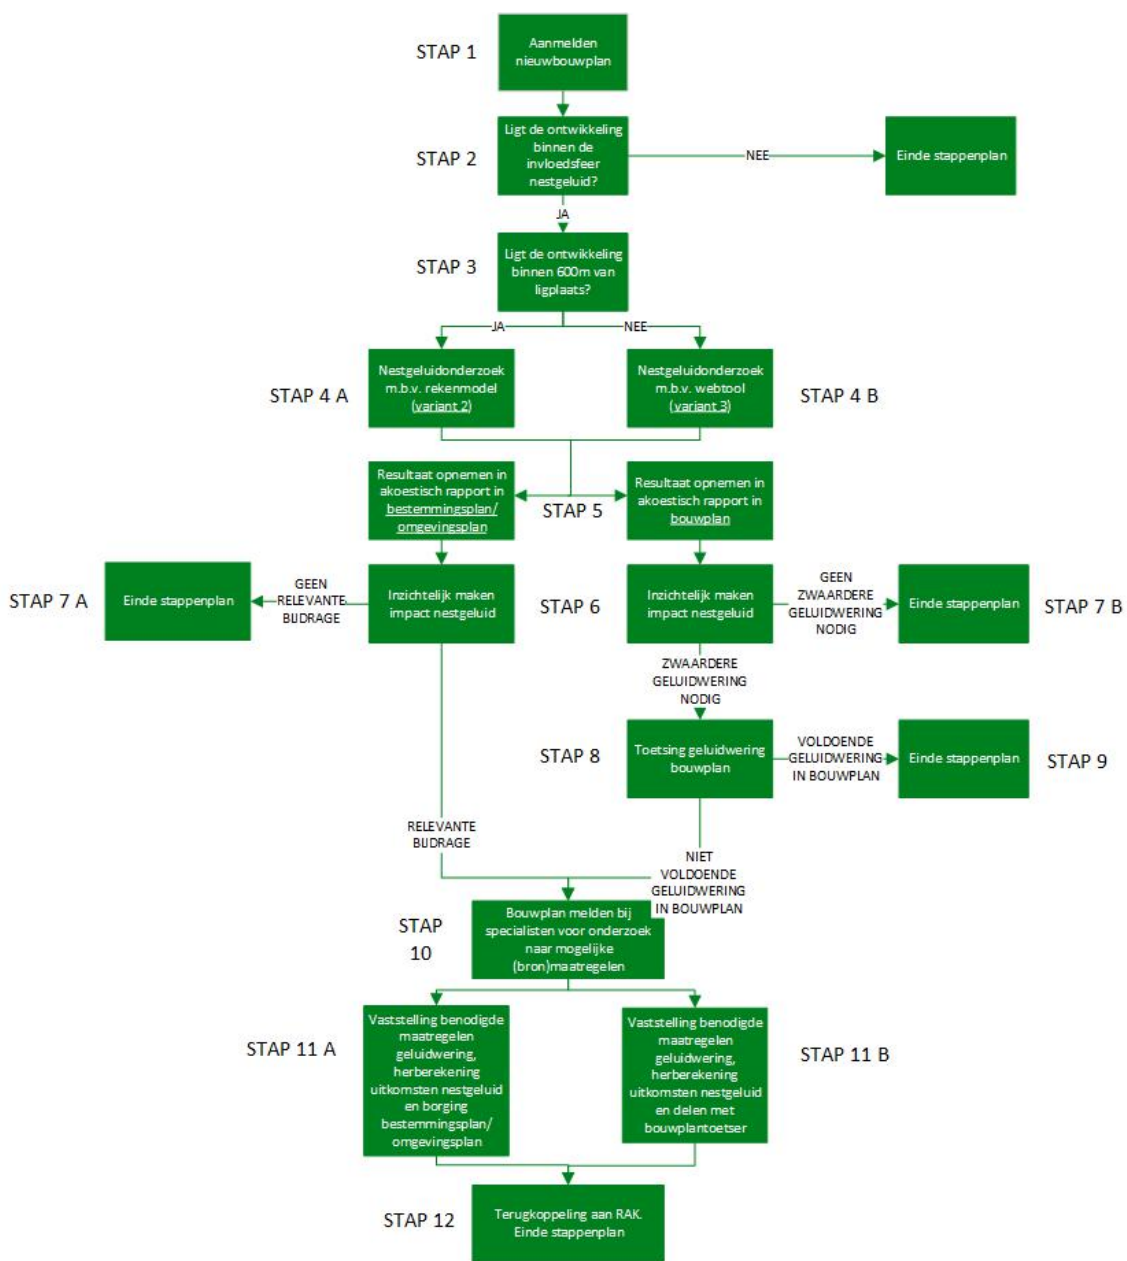 STAP 1
Aanmelden
nieuwbouwplan
STAP 2
Ligt de ontwikkeling
binnen de
invloedsfeer
nestgeluid?
NEE
Einde stappenplan
JA
STAP 3
Ligt de ontwikkeling
binnen 600m van
ligplaats?
JA
NEE
STAP 4 A
Nestgeluidonderzoek
m.b.v. rekenmodel
(variant 2)
Nestgeluidonderzoek
m.b.v. webtool
(variant 3)
STAP 4 B
Resultaat opnemen in
akoestisch rapport in
bestemmingsplan/
omgevingsplan
STAP 5
Resultaat opnemen in
akoestisch rapport in
bouwplan
STAP 7 A
Einde stappenplan
GEEN
RELEVANTE
BIJDRAGE
Inzichtelijk maken
impact nestgeluid
STAP 6
Inzichtelijk maken
impact nestgeluid
GEEN
ZWAARDERE
GELUIDWERING
NODIG
Einde stappenplan
STAP 7 B
ZWAARDERE
GELUIDWERING
NODIG
STAP 8
Toetsing geluidwering
bouwplan
VOLDOENDE
GELUIDWERING
IN BOUWPLAN
Einde stappenplan
STAP 9
RELEVANTE
BIJDRAGE
NIET
VOLDOENDE
GELUIDWERING
IN BOUWPLAN
STAP
10
Bouwplan melden bij
specialisten voor onderzoek
naar mogelijke
(bron)maatregelen
STAP 11 A
Vaststelling benodigde
maatregelen
geluidwering,
herberekening
uitkomsten nestgeluid
en borging
bestemmingsplan/
omgevingsplan
Vaststelling benodigde
maatregelen
geluidwering,
herberekening
uitkomsten nestgeluid
en delen met
bouwplantoetser
STAP 11 B
STAP 12
Terugkoppeling aan RAK.
Einde stappenplan